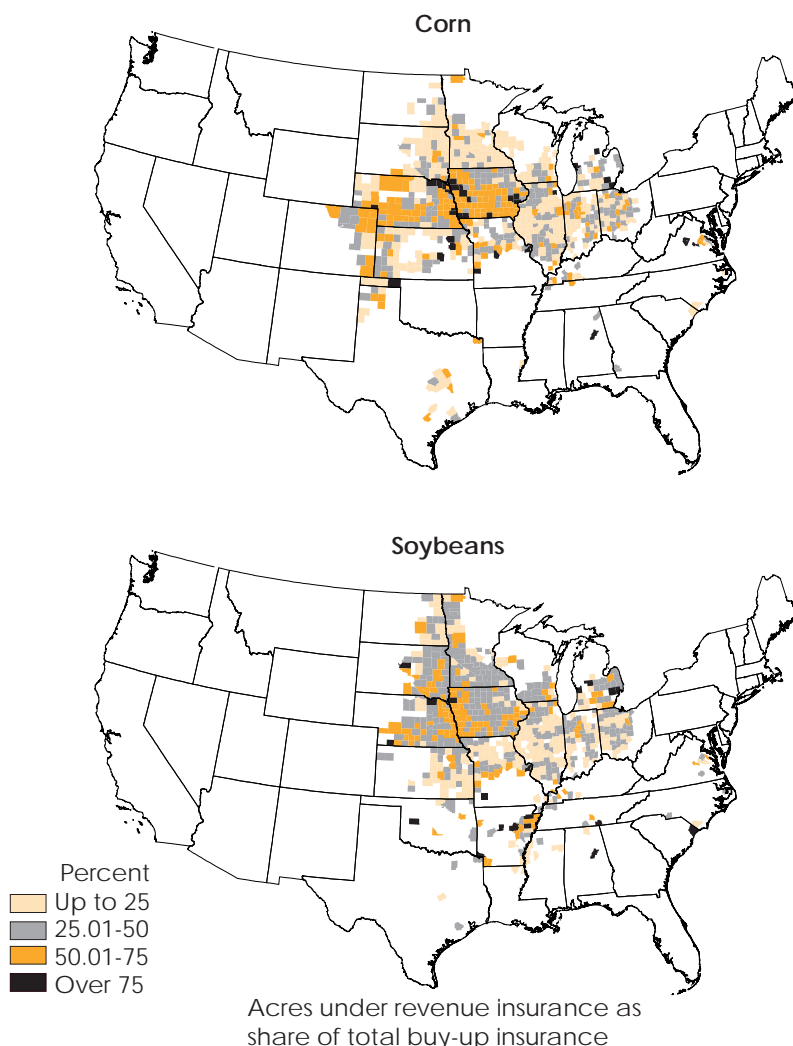 Corn
Soybeans
Percent
Up to 25
25.01-50
50.01-75
Over 75
Acres under revenue insurance as
share of total buy-up insurance